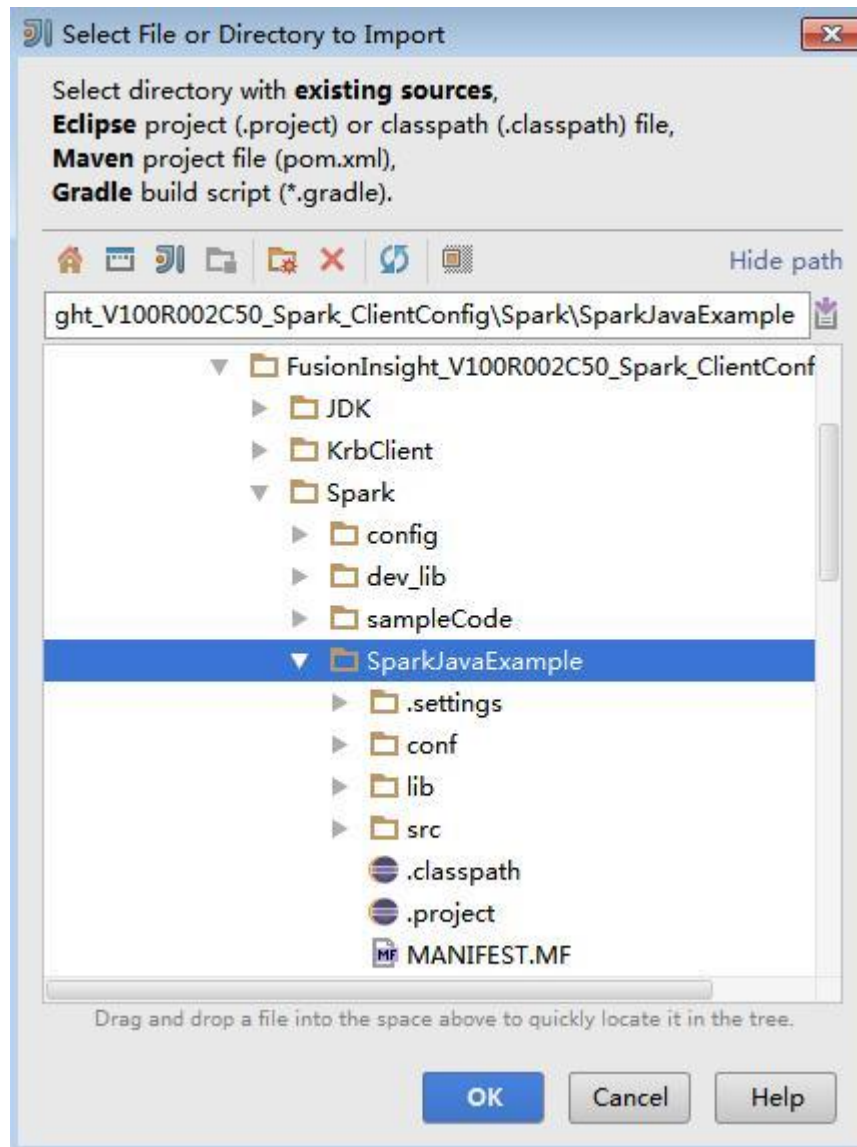 Select File or Directory to Import
Select directory with existing sources,
Eclipse project (.project) or classpath (.classpath) file,
Maven project file (pom.xml),
Gradle build script (*.gradle).
Hide path
ght_V100R002C50_Spark_ClientConfig\Spark\SparkJavaExample
FusionInsight_V100R002C50_Spark_ClientConf
JDK
KrbClient
Spark
config
dev_lib
sampleCode
SparkJavaExample
.settings
conf
lib
src
.classpath
.project
MF MANIFEST.MF
Drag and drop a file into the space above to quickly locate it in the tree.
OK Cancel Help